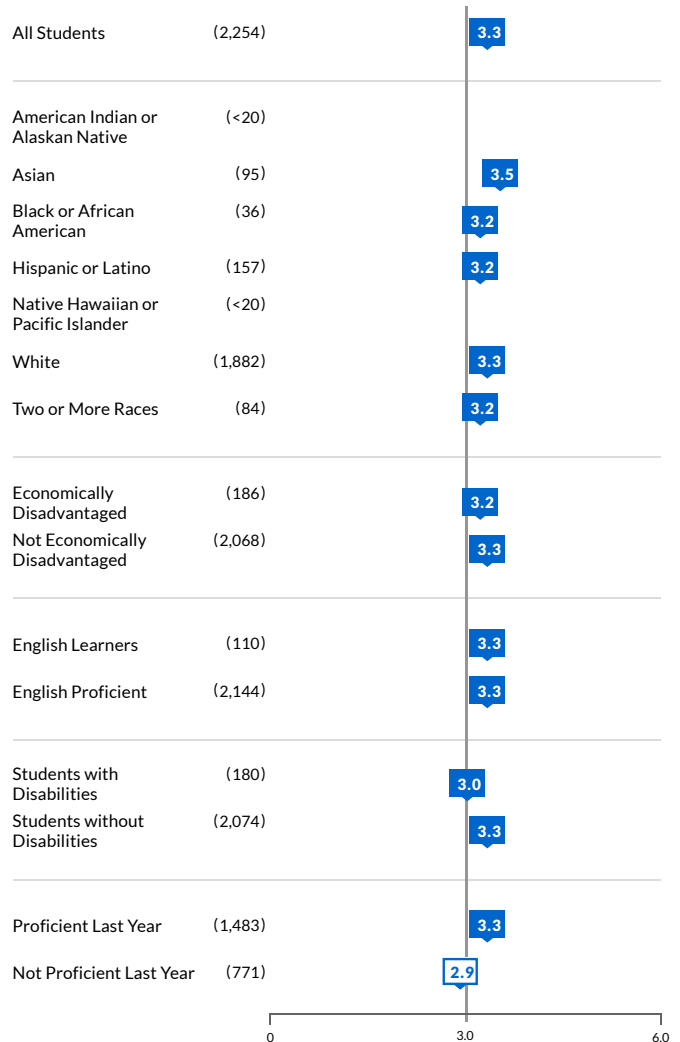 All Students (2,254) 3.3
American Indian or (<20)
Alaskan Native
Asian (95) 3.5
Black or African (36) 3.2
American
Hispanic or Latino (157) 3.2
Native Hawaiian or (<20)
Pacific Islander
White (1,882) 3.3
Two or More Races (84) 3.2
Economically (186) 3.2
Disadvantaged
Not Economically (2,068) 3.3
Disadvantaged
English Learners (110) 3.3
English Proficient (2,144) 3.3
Students with (180) 3.0
Disabilities
Students without (2,074) 3.3
Disabilities
Proficient Last Year (1,483) 3.3
Not Proficient Last Year (771) 2.9
0 3.0 6.0